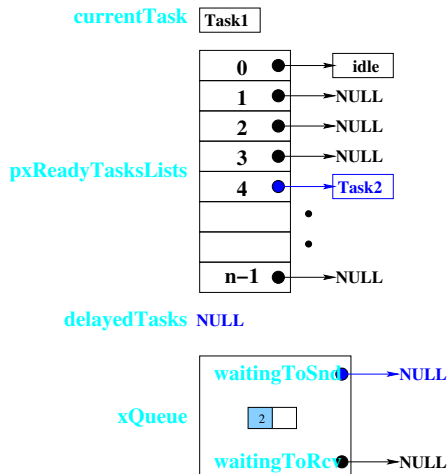 currentTask Task1
0 idle
1 NULL
2 NULL
3 NULL
pxReadyTasksLists
4 Task2
n-1 NULL
delayedTasks NULL
waitingToSnd NULL
xQueue 2
waitingToRcv NULL